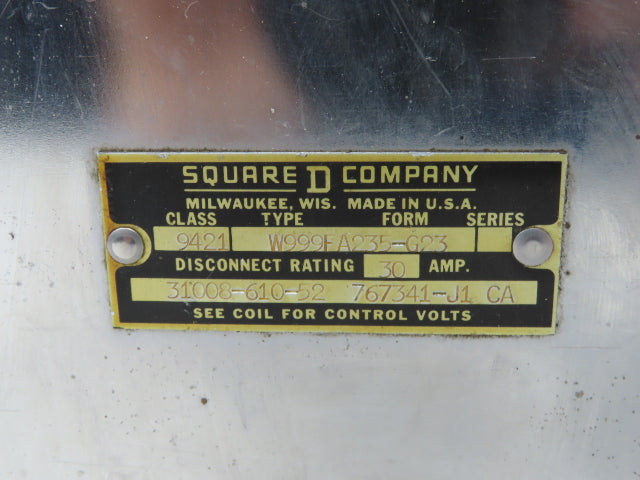 SQUARE D COMPANY
MILWAUKEE, WIS. MADE IN U.S.A.
CLASS TYPE FORM SERIES
9421 W999FA235-G23
DISCONNECT RATING 30 AMP.
31008-610-52 767341-J1 CA
SEE COIL FOR CONTROL VOLTS